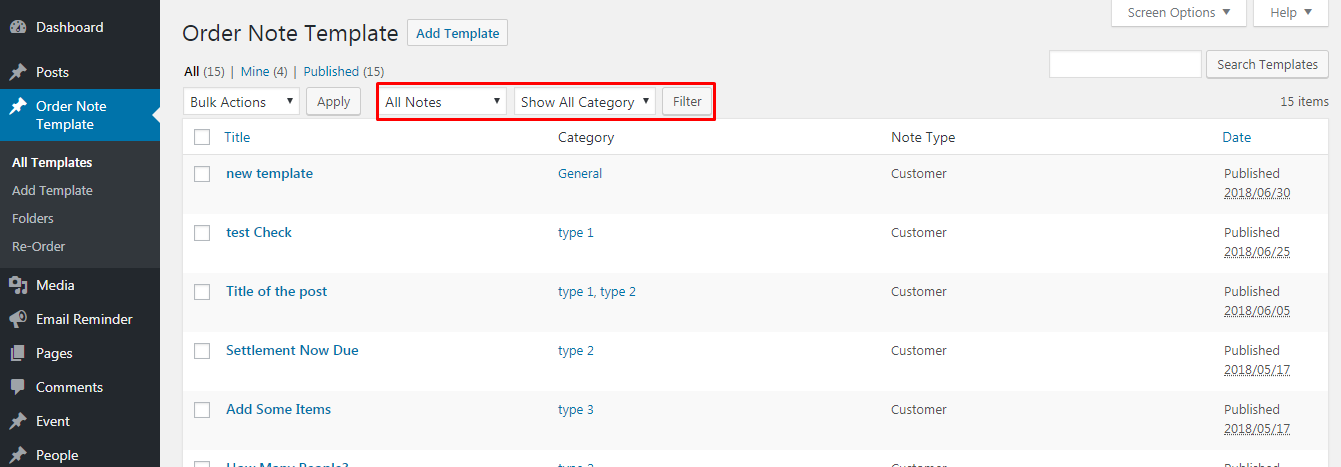 Dashboard
Posts
Order Note
Template
All Templates
Add Template
Folders
Re-Order
Media
Email Reminder
Pages
Comments
Event
People
Screen Options ▼ Help ▼
Order Note Template Add Template
All (15) | Mine (4) | Published (15)
Search Templates
Bulk Actions Apply All Notes Show All Category Filter 15 items
Title Category Note Type Date
new template General Customer Published
2018/06/30
test Check type 1 Customer Published
2018/06/25
Title of the post type 1, type 2 Customer Published
2018/06/05
Settlement Now Due type 2 Customer Published
2018/05/17
Add Some Items type 3 Customer Published
2018/05/17
How Many People?